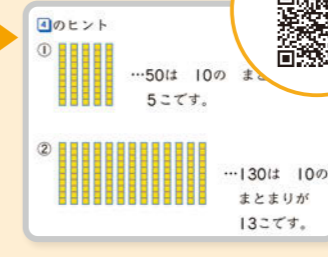 4のヒント
①
…50は 10の ま
5こです。
②
…130は 10の
まとまりが
13こです。